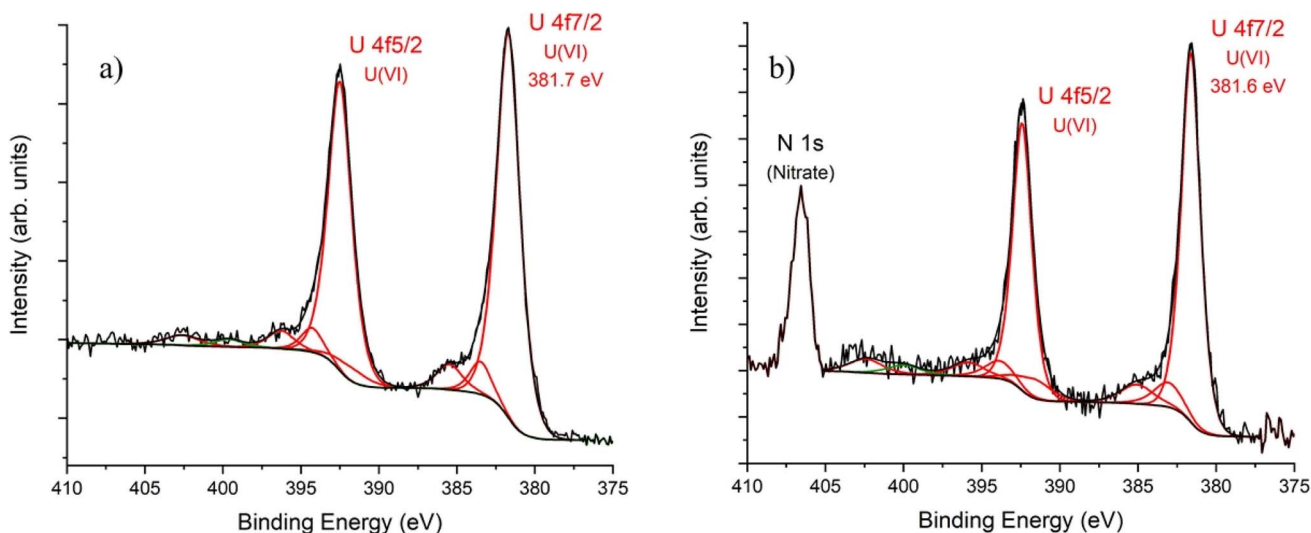 a)
U 4f5/2
U(VI)
U 4f7/2
U(VI)
381.7 eV
Intensity (arb. units)
410 405 400 395 390 385 380 375
Binding Energy (eV)
b)
N 1s
(Nitrate)
U 4f5/2
U(VI)
U 4f7/2
U(VI)
381.6 eV
Intensity (arb. units)
410 405 400 395 390 385 380 375
Binding Energy (eV)